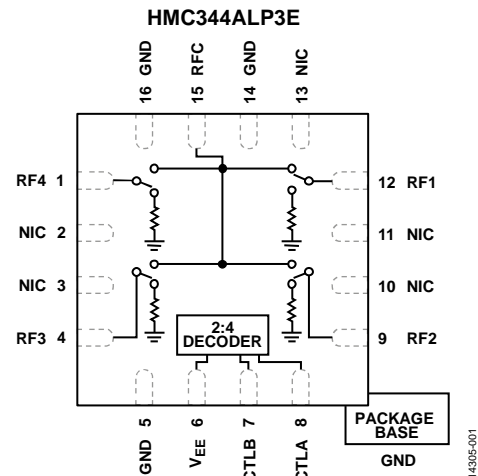 HMC344ALP3E
16 GND
15 RFC
14 GND
13 NIC
RF4 1
NIC 2
NIC 3
RF3 4
12 RF1
11 NIC
10 NIC
9 RF2
2:4
DECODER
GND 5
VEE 6
CTLB 7
CTLA 8
PACKAGE
BASE
GND
14305-001